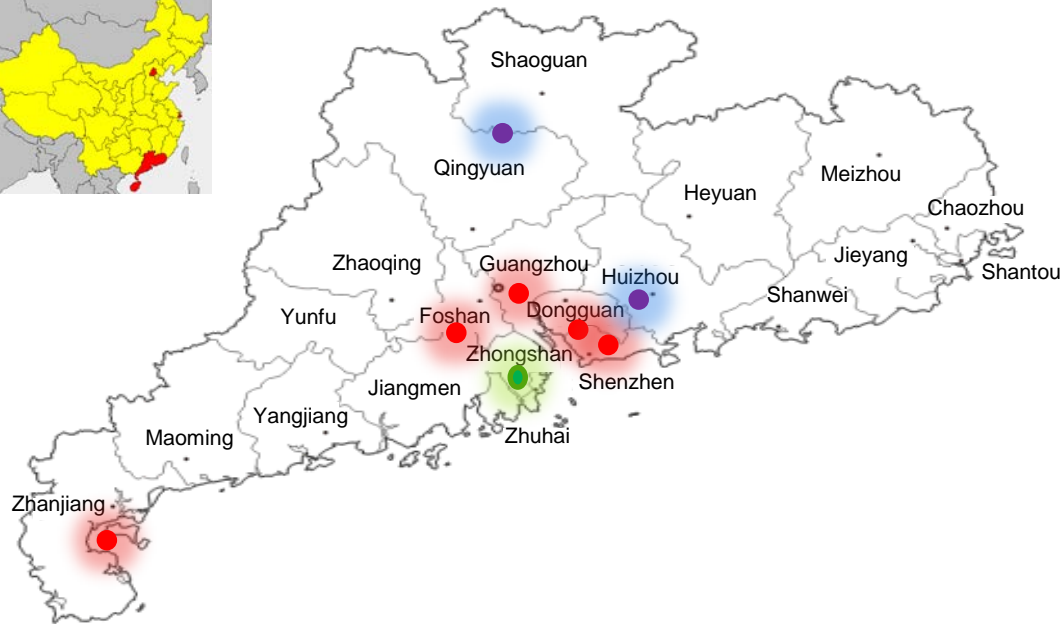 Shaoguan
Qingyuan
Meizhou
Heyuan
Chaozhou
Jieyang
Zhaoqing
Guangzhou
Huizhou
Shantou
Shanwei
Yunfu
Foshan
Dongguan
Zhongshan
Shenzhen
Jiangmen
Yangjiang
Maoming
Zhuhai
Zhanjiang